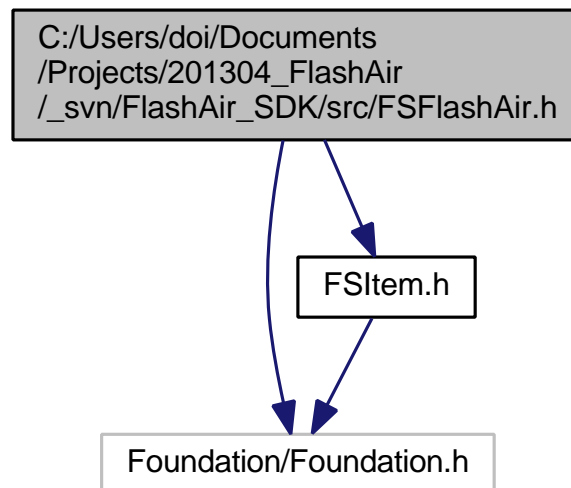 C:/Users/doi/Documents
/Projects/201304_FlashAir
/_svn/FlashAir_SDK/src/FSFlashAir.h
FSItem.h
Foundation/Foundation.h